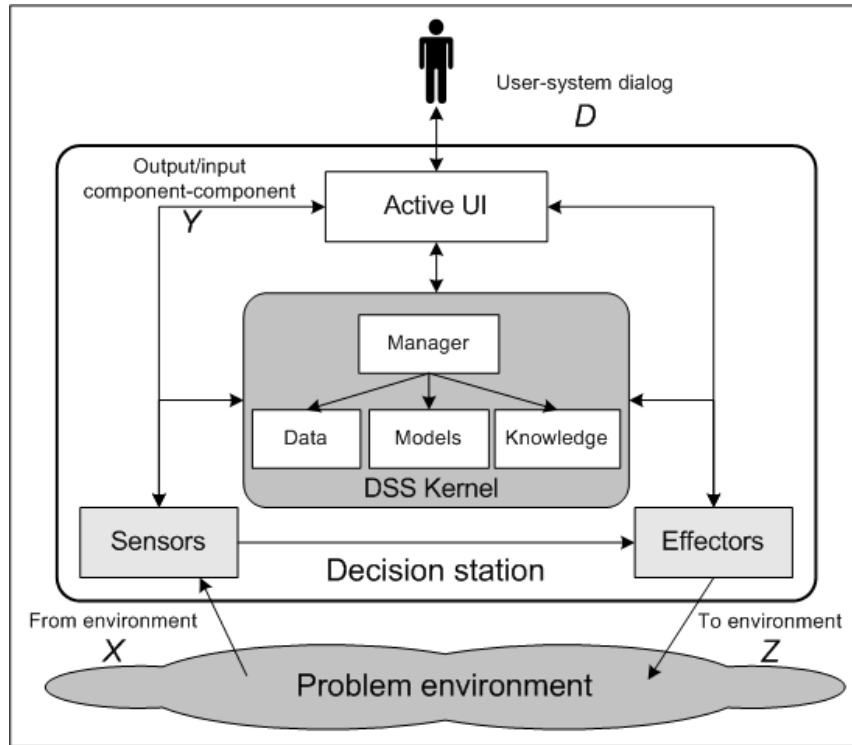 User-system dialog
D
Output/input
component-component
Y
Active UI
Manager
Data
Models
Knowledge
DSS Kernel
Sensors
Effectors
Decision station
From environment
X
To environment
Z
Problem environment